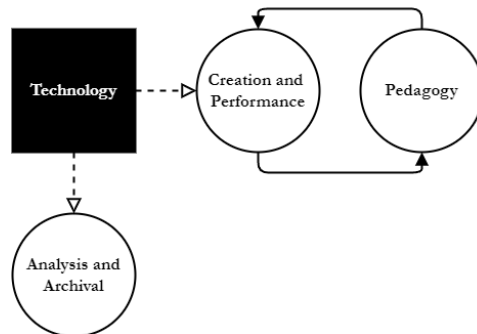 Technology
Creation and
Performance
Pedagogy
Analysis and
Archival